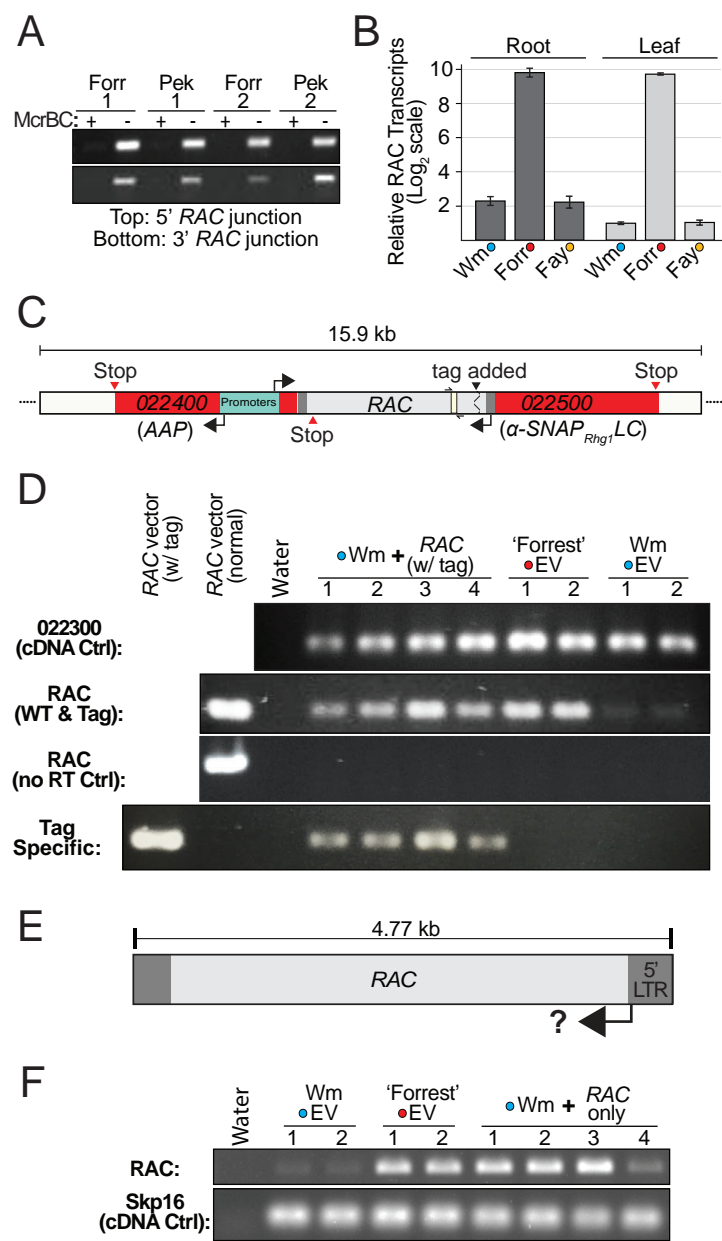 A
Forr Pek Forr Pek
1 1 2 2
McrBC: + - + - + - + -
Top: 5' RAC junction
Bottom: 3' RAC junction
B
Root Leaf
Relative RAC Transcripts
(Log2 scale)
10
8
6
4
2
Wm Forr Fay Wm Forr Fay
C
15.9 kb
Stop tag added Stop
022400 Promoters RAC 022500
(AAP) Stop (α-SNAPRhg1LC)
D
RAC vector
(w/ tag)
RAC vector
(normal)
Water
Wm + RAC
(w/ tag)
'Forrest'
EV
Wm
EV
1 2 3 4 1 2 1 2
022300
(cDNA Ctrl):
RAC
(WT & Tag):
RAC
(no RT Ctrl):
Tag
Specific:
E
4.77 kb
RAC
5'
LTR
?
F
Water
Wm
EV
'Forrest'
EV
Wm + RAC
only
1 2 1 2 1 2 3 4
RAC:
Skp16
(cDNA Ctrl):